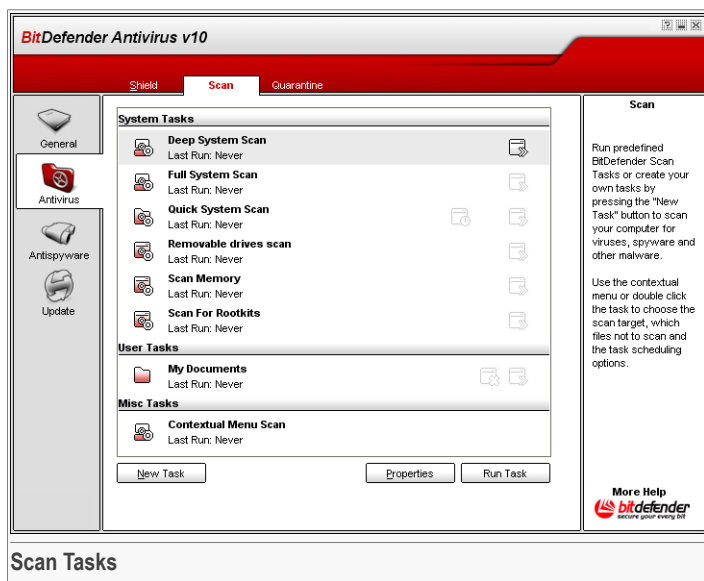 BitDefender Antivirus v10
Shield Scan Quarantine
General
Antivirus
Antispyware
Update
System Tasks
Deep System Scan
Last Run: Never
Full System Scan
Last Run: Never
Quick System Scan
Last Run: Never
Removable drives scan
Last Run: Never
Scan Memory
Last Run: Never
Scan For Rootkits
Last Run: Never
User Tasks
My Documents
Last Run: Never
Misc Tasks
Contextual Menu Scan
Last Run: Never
New Task Properties Run Task
Scan
Run predefined
BitDefender Scan
Tasks or create your
own tasks by
pressing the "New
Task" button to scan
your computer for
viruses, spyware and
other malware.
Use the contextual
menu or double click
the task to choose the
scan target, which
files not to scan and
the task scheduling
options.
More Help
bitdefender
secure your every bit
Scan Tasks